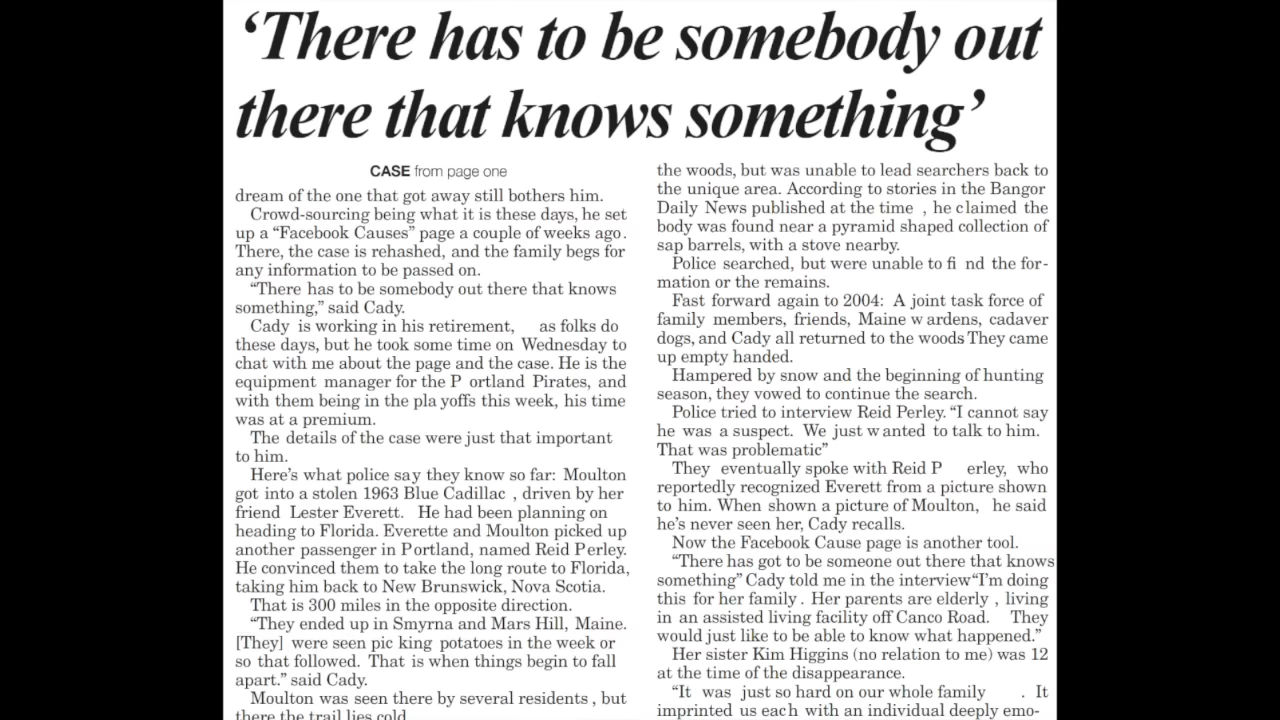 ‘There has to be somebody out
there that knows something’
CASE from page one
dream of the one that got away still bothers him.
Crowd-sourcing being what it is these days, he set
up a “Facebook Causes” page a couple of weeks ago.
There, the case is rehashed, and the family begs for
any information to be passed on.
“There has to be somebody out there that knows
something,” said Cady.
Cady is working in his retirement, as folks do
these days, but he took some time on Wednesday to
chat with me about the page and the case. He is the
equipment manager for the P ortland Pirates, and
with them being in the pla yoffs this week, his time
was at a premium.
The details of the case were just that important
to him.
Here’s what police say they know so far: Moulton
got into a stolen 1963 Blue Cadillac , driven by her
friend Lester Everett. He had been planning on
heading to Florida. Everette and Moulton picked up
another passenger in Portland, named Reid Perley.
He convinced them to take the long route to Florida,
taking him back to New Brunswick, Nova Scotia.
That is 300 miles in the opposite direction.
“They ended up in Smyrna and Mars Hill, Maine.
[They] were seen pic king potatoes in the week or
so that followed. That is when things begin to fall
apart.” said Cady.
Moulton was seen there by several residents , but
there the trail lies cold
the woods, but was unable to lead searchers back to
the unique area. According to stories in the Bangor
Daily News published at the time , he claimed the
body was found near a pyramid shaped collection of
sap barrels, with a stove nearby.
Police searched, but were unable to fi nd the for-
mation or the remains.
Fast forward again to 2004: A joint task force of
family members, friends, Maine w ardens, cadaver
dogs, and Cady all returned to the woods They came
up empty handed.
Hampered by snow and the beginning of hunting
season, they vowed to continue the search.
Police tried to interview Reid Perley. “I cannot say
he was a suspect. We just w anted to talk to him.
That was problematic”
They eventually spoke with Reid P erley, who
reportedly recognized Everett from a picture shown
to him. When shown a picture of Moulton, he said
he’s never seen her, Cady recalls.
Now the Facebook Cause page is another tool.
“There has got to be someone out there that knows
something” Cady told me in the interview“I’m doing
this for her family . Her parents are elderly , living
in an assisted living facility off Canco Road. They
would just like to be able to know what happened.”
Her sister Kim Higgins (no relation to me) was 12
at the time of the disappearance.
“It was just so hard on our whole family . It
imprinted us each with an individual deeply emo-